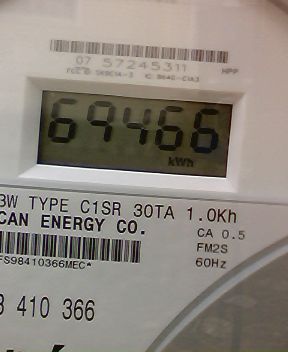 07 57245311
HPP
69466
kWh
3W TYPE C1SR 30TA 1.0Kh
CAN ENERGY CO.
CA 0.5
FM2S
60Hz
FS98410366MEC*
410 366